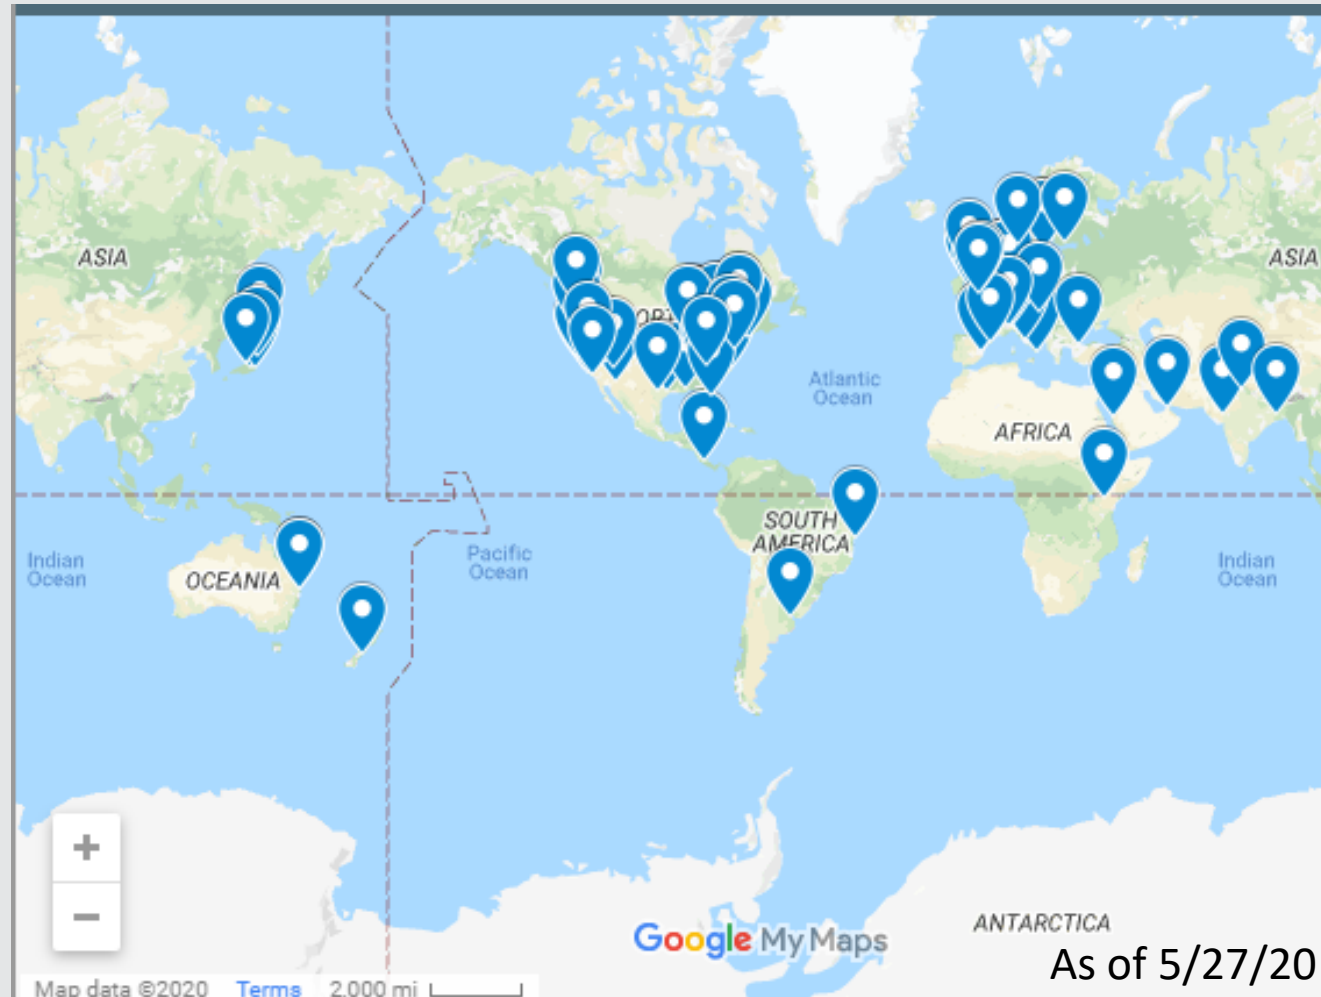 ASIA
ASIA
Atlantic
Ocean
AFRICA
SOUTH
AMERICA
Indian
Ocean
OCEANIA
Pacific
Ocean
Indian
Ocean
ANTARCTICA
Google My Maps
As of 5/27/20
Map data ©2020 Terms 2,000 mi